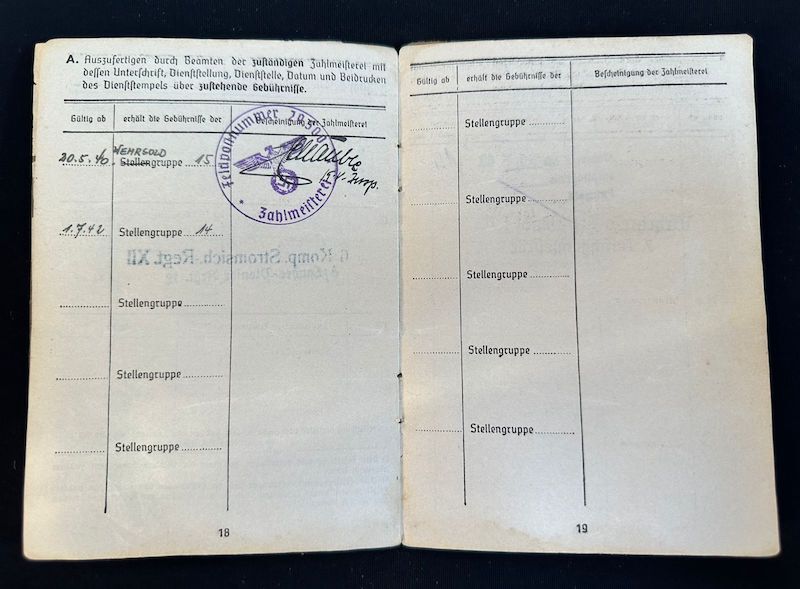 A. Auszufertigen durch Beamten der zuständigen Zahlmeisterei mit
dessen Unterschrift, Dienststellung, Dienststelle, Datum und Beidrucken
des Dienststempels über zustehende Gebührnisse.
Gültig ab erhält die Gebührnisse der Bescheinigung der Zahlmeisterei
WEHRSOLD
20.5.40 Stellengruppe 15
Feldpostnummer
Zahlmeisterei
1.7.42 Stellengruppe 14
6. Komp. Stromsich. Regt. XII
Stellengruppe
Stellengruppe
Stellengruppe
18
Gültig ab erhält die Gebührnisse der Bescheinigung der Zahlmeisterei
Stellengruppe
Stellengruppe
Stellengruppe
Stellengruppe
Stellengruppe
19